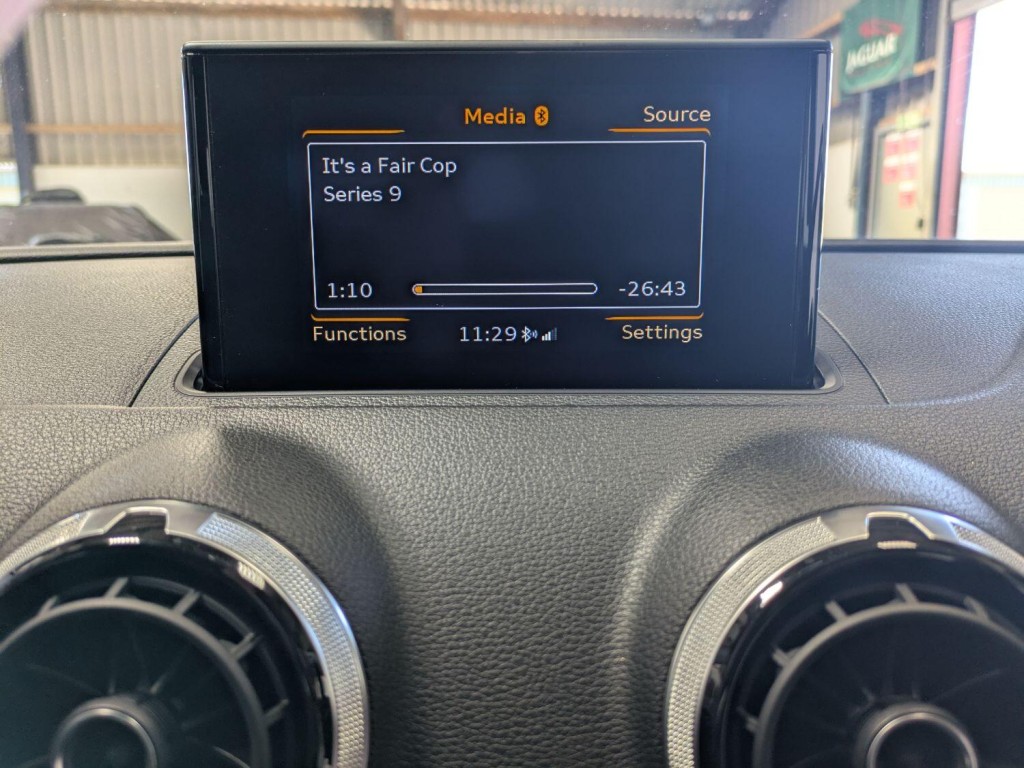 JAGUAR
Media
Source
It's a Fair Cop
Series 9
1:10
-26:43
Functions
11:29
Settings